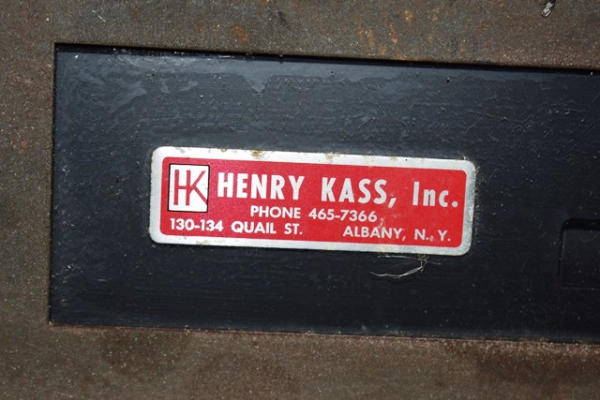 HK HENRY KASS, Inc.
PHONE 465-7366
130-134 QUAIL ST. ALBANY, N.Y.